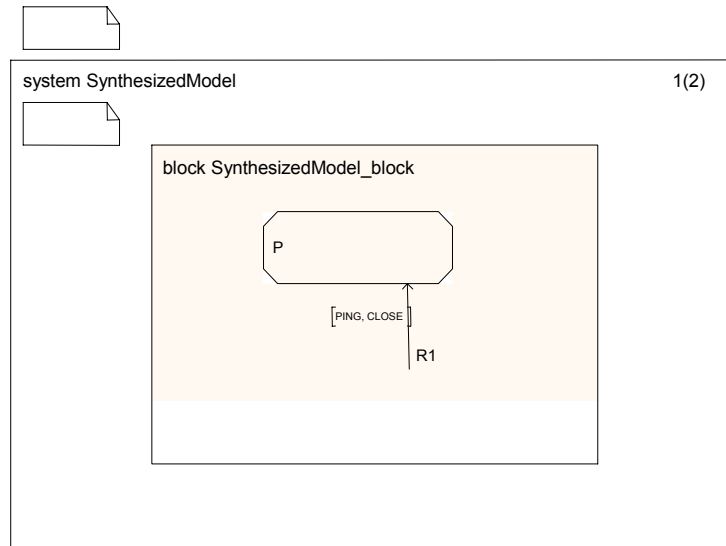 system SynthesizedModel 1(2)
block SynthesizedModel_block
P
[PING, CLOSE]
R1